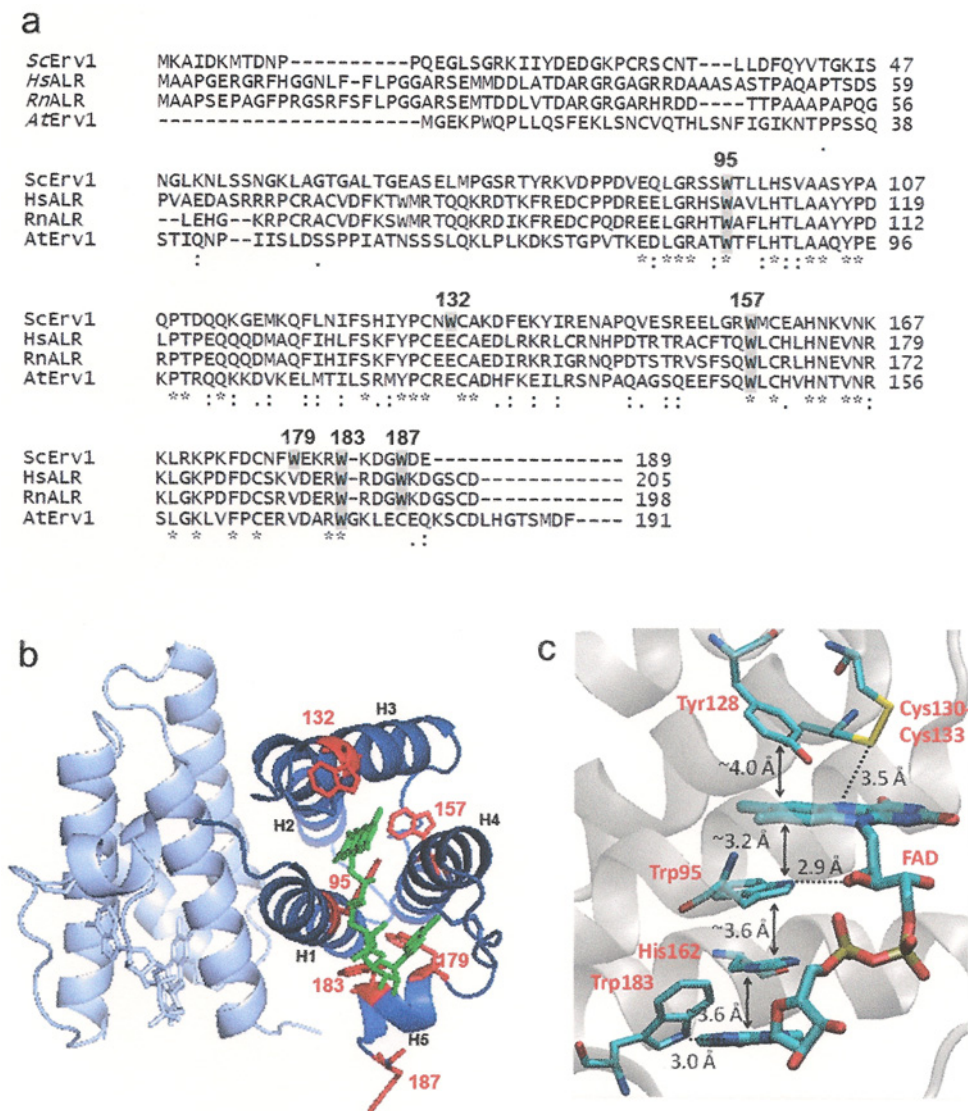 a
ScErv1 MKAIDKMTDNP----------PQEGLSGRKIIYDEDGKPCRSCNT---LLDFQYVTGKIS 47
HsALR MAAPGERGRFHGGNLF-FLPGGARSEMMDDLATDARGRGAGRRDAAASASTPAQAPTSDS 59
RnALR MAAPSEPAGFPRGSRFSFLPGGARSEMTDDLVTDARGRGARHRDD----TTPAAAPAPQG 56
AtErv1 ---------------------MGEKPWQPLLQSFEKLSNCVQTHLSNFIGIKNTPPSSQ 38
.
95
ScErv1 NGLKNLSSNGKLAGTGALTGEASELMPGSRTYRKVDPPDVEQLGRSSWTLLHSVAASYPA 107
HsALR PVAEDASRRRPCRACVDFKTWMRTQQKRDTKFREDCPPDREELGRHSWAVLHTLAAYYPD 119
RnALR --LEHG--KRPCRACVDFKSWMRTQQKRDIKFREDCPQDREELGRHTWAFLHTLAAYYPD 112
AtErv1 STIQNP--IISLDSSPPIATNSSSLQKLPLKDKSTGPVTKEDLGRATWTFLHTLAAQYPE 96
: . *:*** :* **:** **
132 157
ScErv1 QPTDQQKGEMKQFLNIFSHIYPCNWCAKDFEKYIRENAPQVESREELGRWMCEAHNKVNK 167
HsALR LPTPEQQQDMAQFIHLFSKFYPCEECAEDIRKRLCRNHPDTRTRACFTQWLCRLHNEVNR 179
RnALR RPTPEQQQDMAQFIHIFSKFYPCEECAEDIRKRIGRNQPDTSTRVSFSQWLCRLHNEVNR 172
AtErv1 KPTRQQKKDVKELMTILSRMYPCRECADHFKEILRSNPAQAGSQEEFSQWLCHVHNTVNR 156
** :*: .: :: :*.:*** ** .: : * .. :: : * *. ** **:
179 183 187
ScErv1 KLRKPKFDCNFWEKRW-KDGWDE---------------- 189
HsALR KLGKPDFDCSKVDERW-RDGWKDGSCD------------ 205
RnALR KLGKPDFDCSRVDERW-RDGWKDGSCD------------ 198
AtErv1 SLGKLVFPCERVDARWGKLECEQKSCDLHGTSMDF---- 191
* * * * ** .:
b
132
H3
H2
157
H4
95
H1
183
179
H5
187
c
Tyr128
Cys130-
Cys133
~4.0 Å
3.5 Å
~3.2 Å
2.9 Å
FAD
Trp95
~3.6 Å
His162
Trp183
~3.6 Å
3.0 Å